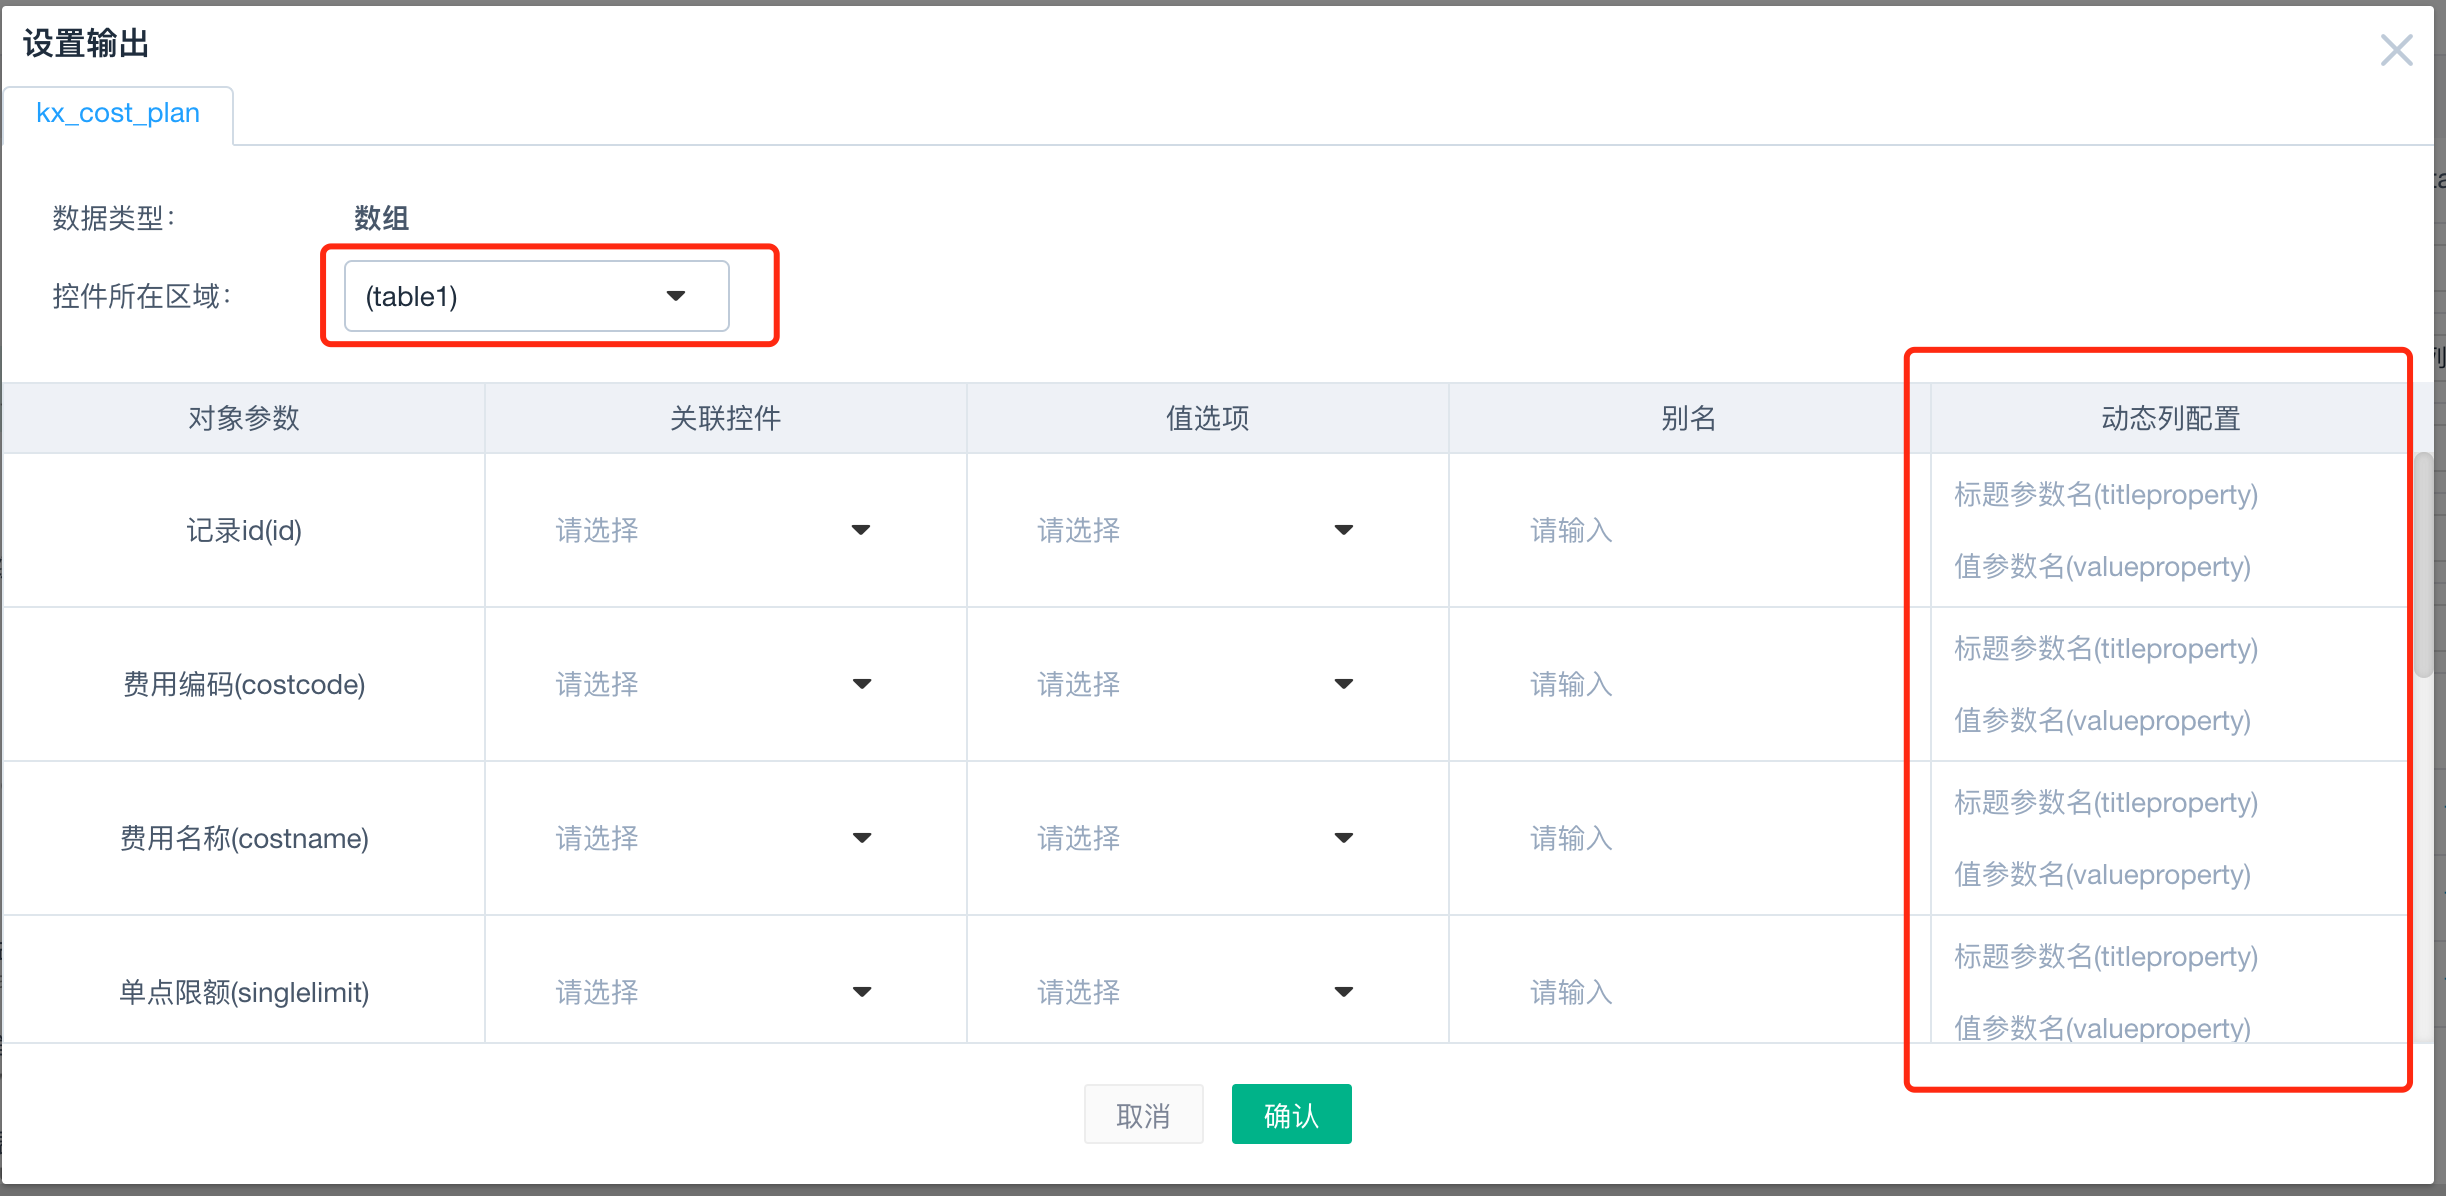 设置输出
kx_cost_plan
数据类型： 数组
控件所在区域： (table1)
对象参数 关联控件 值选项 别名 动态列配置
记录id(id) 请选择 请选择 请输入 标题参数名(titleproperty)
值参数名(valueproperty)
费用编码(costcode) 请选择 请选择 请输入 标题参数名(titleproperty)
值参数名(valueproperty)
费用名称(costname) 请选择 请选择 请输入 标题参数名(titleproperty)
值参数名(valueproperty)
单点限额(singlelimit) 请选择 请选择 请输入 标题参数名(titleproperty)
值参数名(valueproperty)
取消 确认